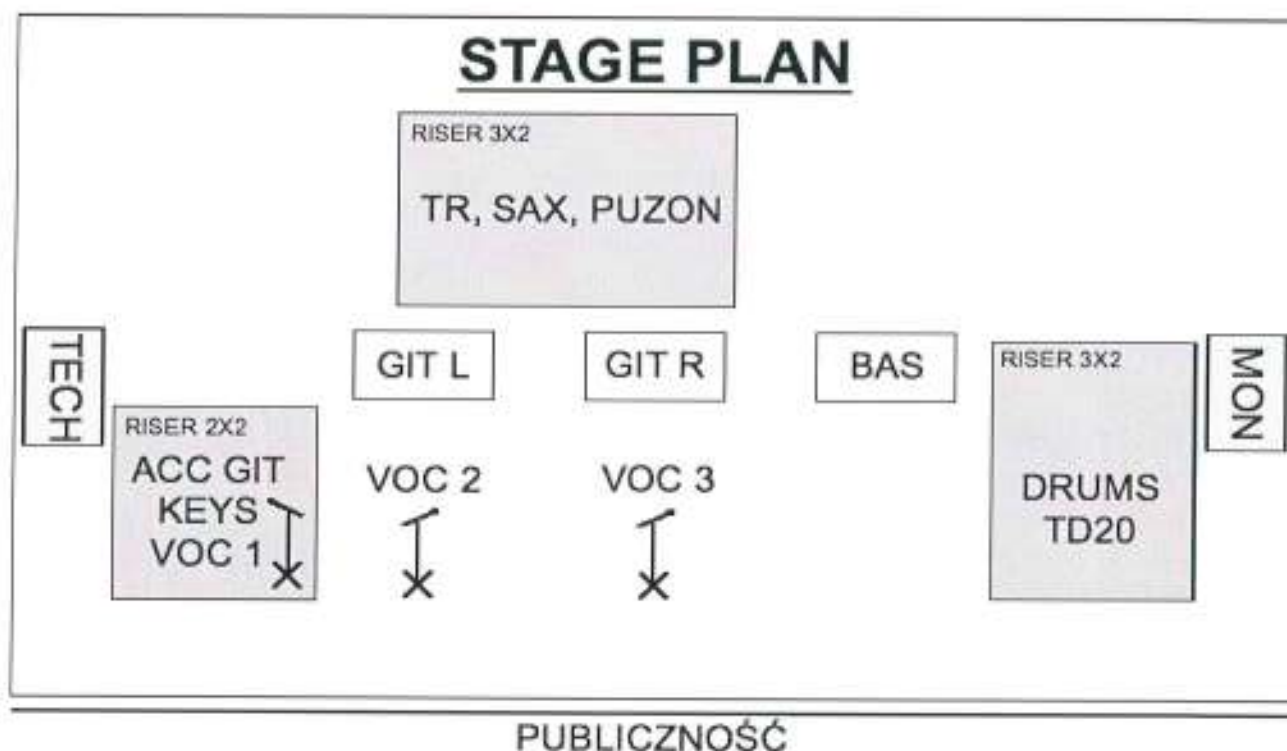 STAGE PLAN
RISER 3X2
TR, SAX, PUZON
TECH
GIT L
GIT R
BAS
RISER 3X2
DRUMS
TD20
MON
RISER 2X2
ACC GIT
KEYS
VOC 1
VOC 2
VOC 3
PUBLICZNOŚĆ